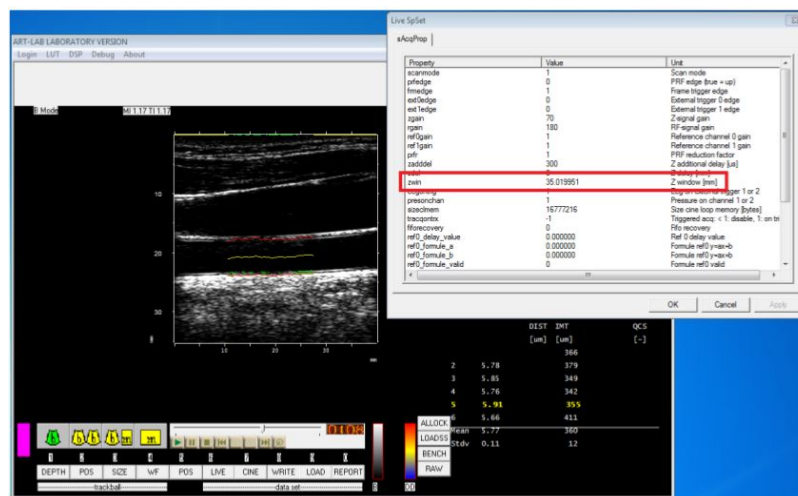 Live SpSet
sAcqProp
Property Value Unit
scanmode 1 Scan mode
prfedge 0 PRF edge (true = up)
frmedge 1 Frame trigger edge
ext0edge 0 External trigger 0 edge
ext1edge 0 External trigger 1 edge
zgain 70 Z-signal gain
rgain 180 RF-signal gain
ref0gain 1 Reference channel 0 gain
ref1gain 1 Reference channel 1 gain
prfr 1 PRF reduction factor
zadddel 300 Z additional delay [us]
zwin 35.019951 Z window [mm]
presonchan 1 Pressure on channel 1 or 2
sizeclmem 16777216 Size cine loop memory [bytes]
-1 Triggered acq: < 1: disable, 1: on tri
fiforecovery 0 Fifo recovery
ref0_delay_value 0.000000 Ref 0 delay value
ref0_formule_a 0.000000 Formule ref0 y=ax+b
ref0_formule_b 0.000000 Formule ref0 y=ax+b
ref0_formule_valid 0 Formule ref0 valid
OK Cancel Apply
ART-LAB LABORATORY VERSION
Login LUT DSP Debug About
B Mode MI 1.17 TI 1.17
10
20
30
10 20 30
mm
DIST IMT QCS
[um] [um] [-]
366
2 5.78 379
3 5.85 349
4 5.76 342
5 5.91 355
6 5.66 411
Mean 5.77 360
Stdv 0.11 12
ALLOCK
LOADSS
BENCH
RAW
0108
DEPTH POS SIZE WF POS LIVE CINE WRITE LOAD REPORT
trackball data set